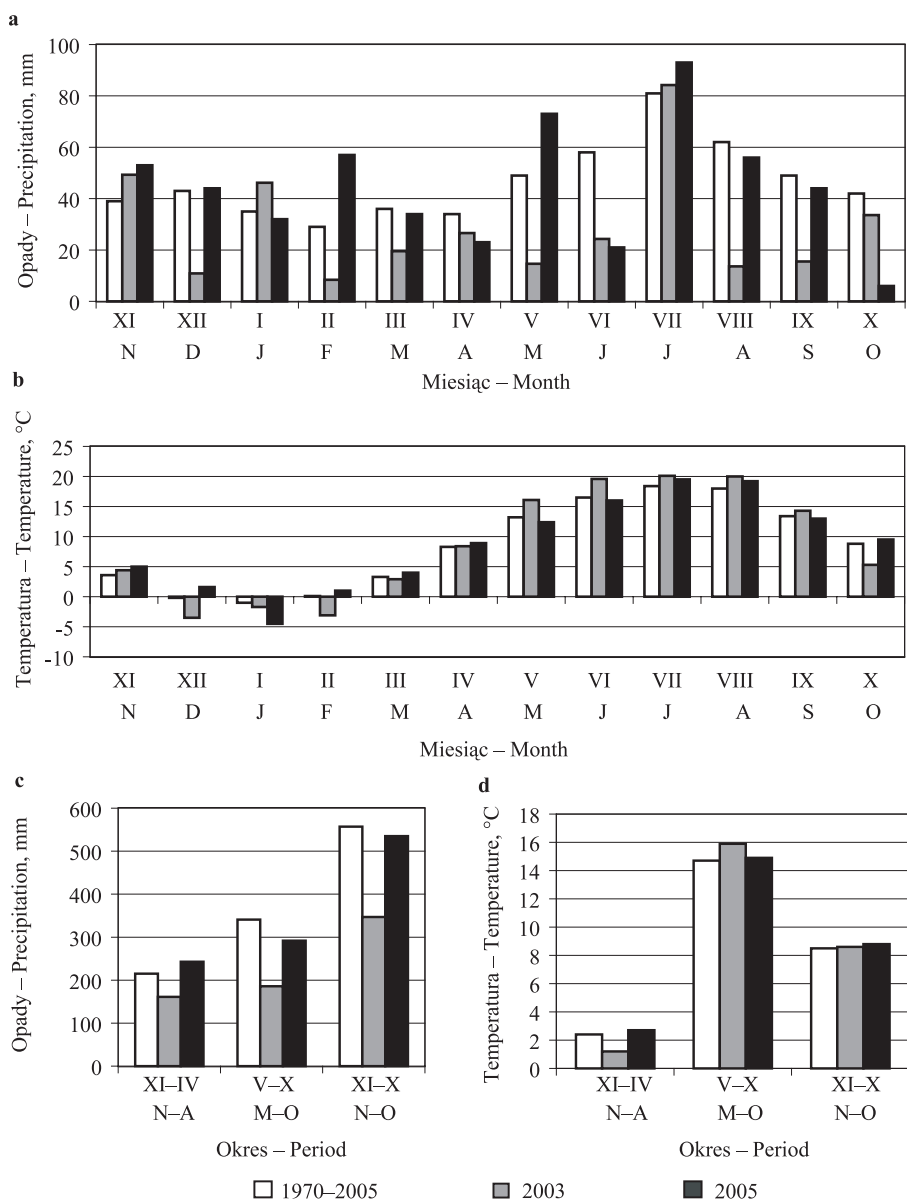 a
Opady – Precipitation, mm
100
80
60
40
20
0
XI XII I II III IV V VI VII VIII IX X
N D J F M A M J J A S O
Miesiąc – Month
b
Temperatura – Temperature, °C
25
20
15
10
5
0
-5
-10
XI XII I II III IV V VI VII VIII IX X
N D J F M A M J J A S O
Miesiąc – Month
c
Opady – Precipitation, mm
600
500
400
300
200
100
0
XI–IV V–X XI–X
N–A M–O N–O
Okres – Period
d
Temperatura – Temperature, °C
18
16
14
12
10
8
6
4
2
0
XI–IV V–X XI–X
N–A M–O N–O
Okres – Period
1970–2005 2003 2005